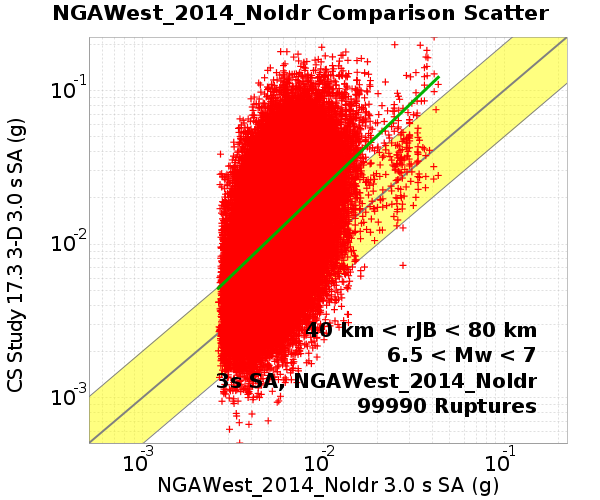 NGAWest_2014_NoIdr Comparison Scatter
CS Study 17.3 3-D 3.0 s SA (g)
10-1
10-2
10-3
40 km < rJB < 80 km
6.5 < Mw < 7
3s SA, NGAWest_2014_NoIdr
99990 Ruptures
10-3 10-2 10-1
NGAWest_2014_NoIdr 3.0 s SA (g)